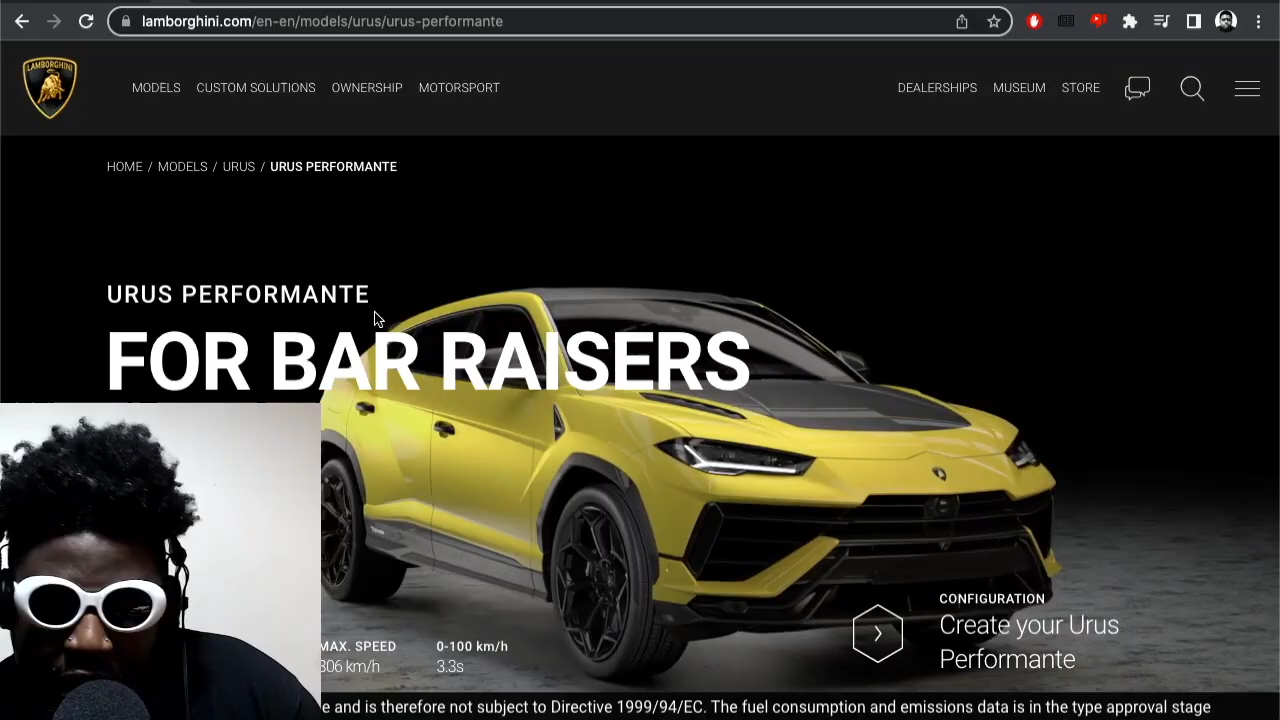 lamborghini.com/en-en/models/urus/urus-performante
LAMBORGHINI
MODELS CUSTOM SOLUTIONS OWNERSHIP MOTORSPORT DEALERSHIPS MUSEUM STORE
HOME / MODELS / URUS / URUS PERFORMANTE
URUS PERFORMANTE
FOR BAR RAISERS
CONFIGURATION
Create your Urus
Performante
MAX. SPEED 0-100 km/h
306 km/h 3.3s
e and is therefore not subject to Directive 1999/94/EC. The fuel consumption and emissions data is in the type approval stage